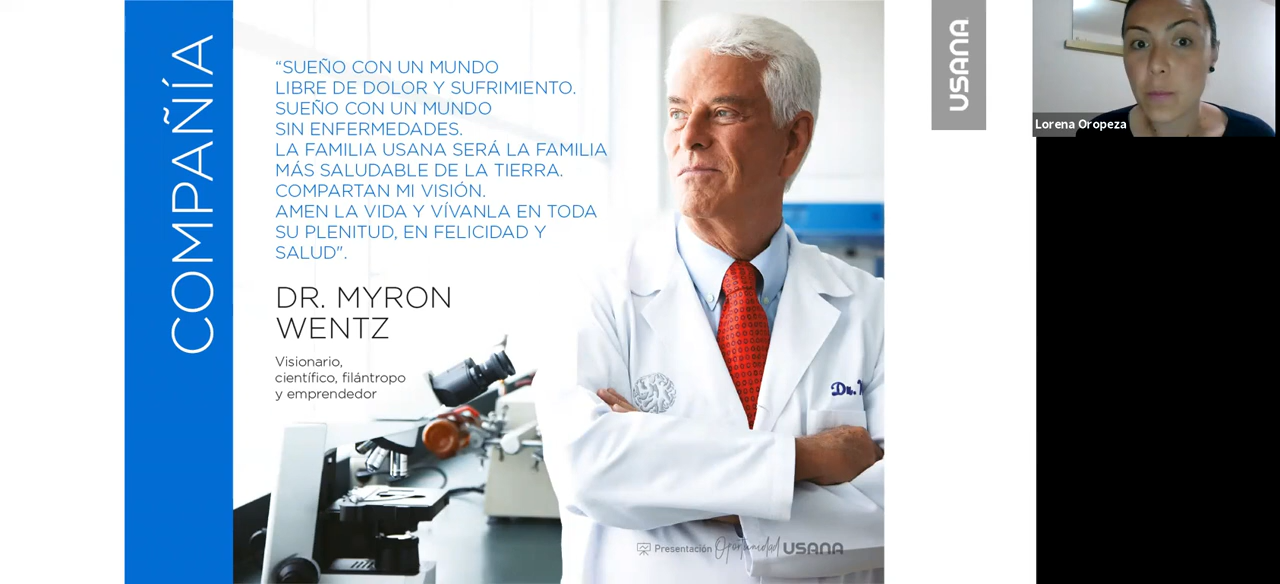 COMPAÑÍA
“SUEÑO CON UN MUNDO
LIBRE DE DOLOR Y SUFRIMIENTO.
SUEÑO CON UN MUNDO
SIN ENFERMEDADES.
LA FAMILIA USANA SERÁ LA FAMILIA
MÁS SALUDABLE DE LA TIERRA.
COMPARTAN MI VISIÓN.
AMEN LA VIDA Y VÍVANLA EN TODA
SU PLENITUD, EN FELICIDAD Y
SALUD”.
DR. MYRON
WENTZ
Visionario,
científico, filántropo
y emprendedor
Dr.
Presentación Oportunidad USANA
USANA
Lorena Oropeza